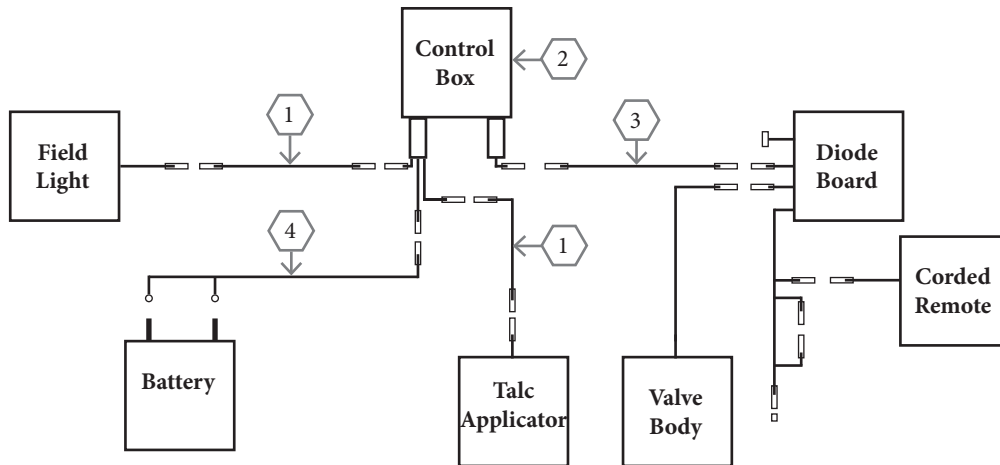 Control
Box
2
1
3
Field
Light
Diode
Board
4
1
Corded
Remote
Battery
Talc
Applicator
Valve
Body